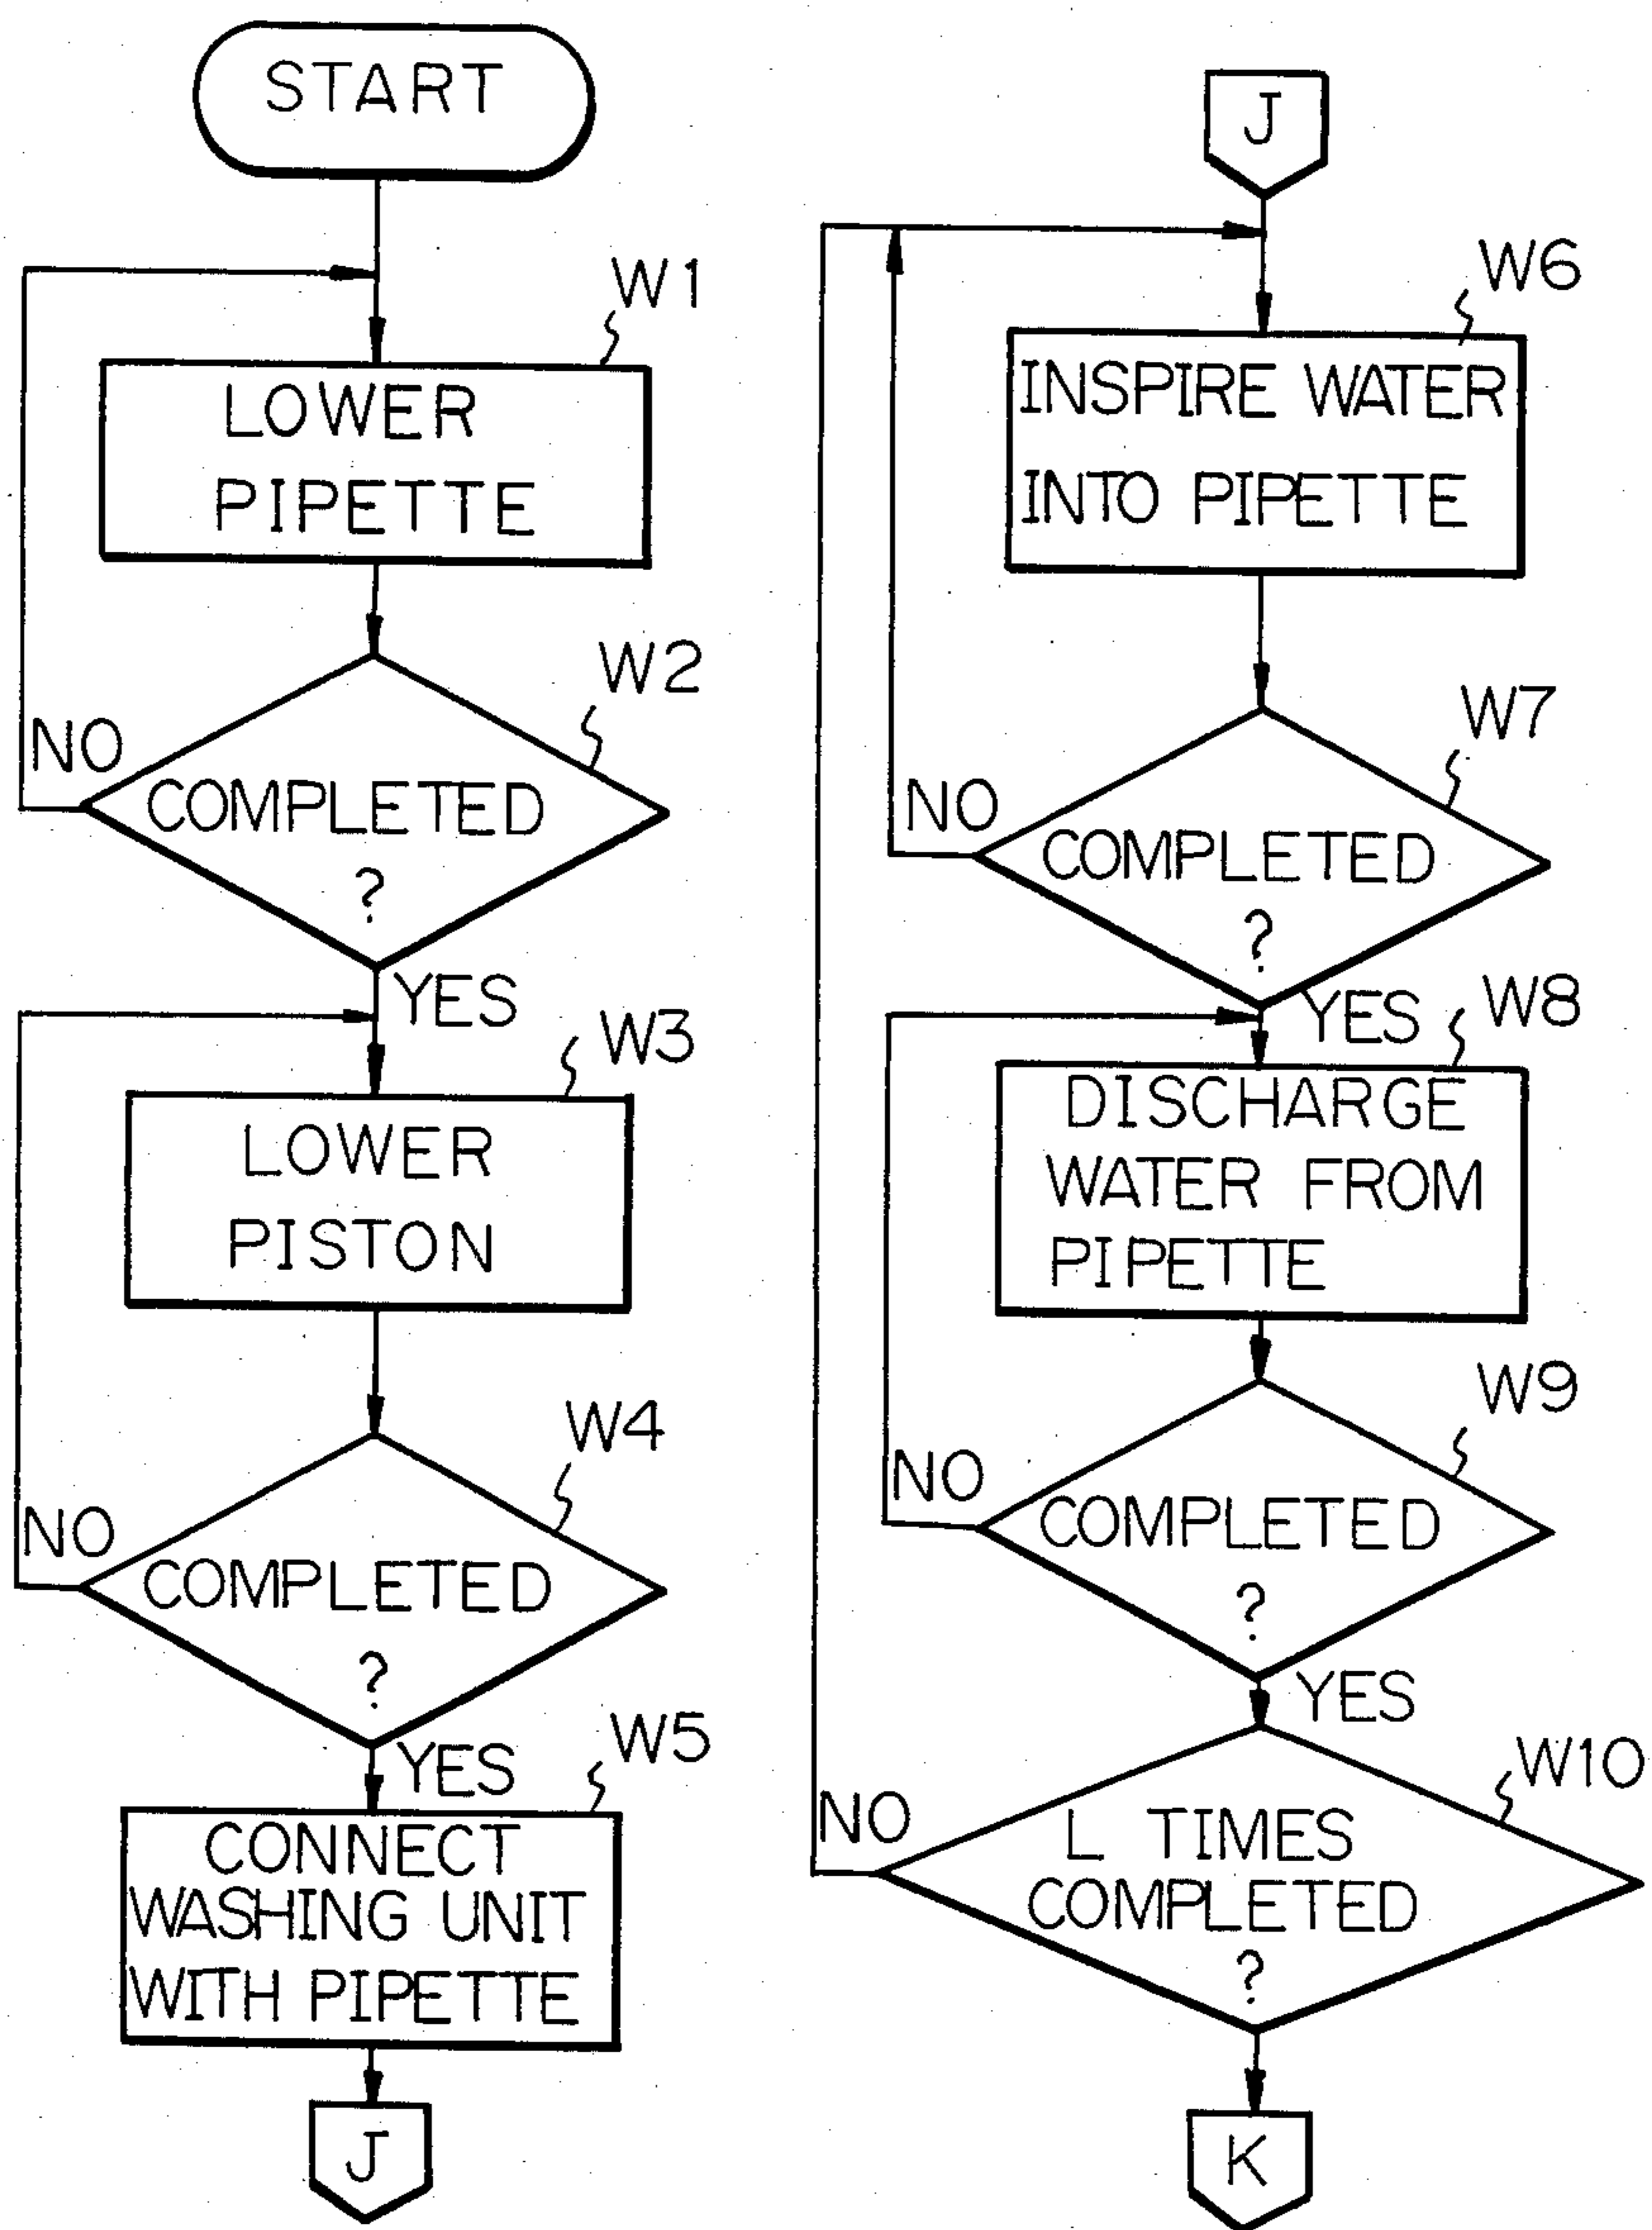 START
W1
LOWER
PIPETTE
W2
NO
COMPLETED
?
YES
W3
LOWER
PISTON
W4
NO
COMPLETED
?
YES
W5
CONNECT
WASHING UNIT
WITH PIPETTE
J
J
W6
INSPIRE WATER
INTO PIPETTE
W7
NO
COMPLETED
?
YES
W8
DISCHARGE
WATER FROM
PIPETTE
W9
NO
COMPLETED
?
YES
W10
NO
L TIMES
COMPLETED
?
K